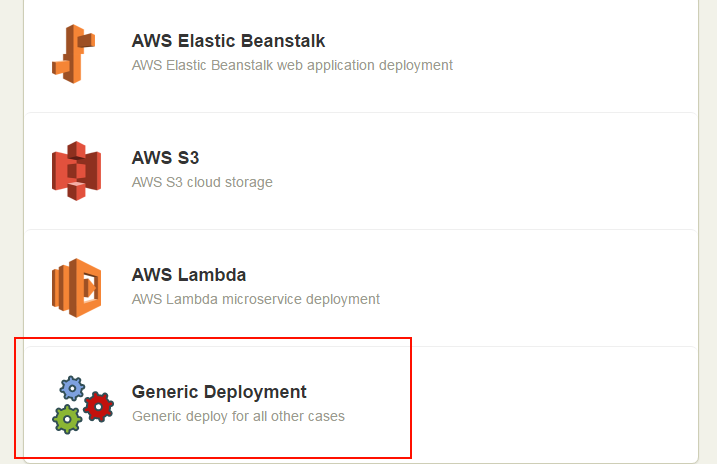 AWS Elastic Beanstalk
AWS Elastic Beanstalk web application deployment
AWS S3
AWS S3 cloud storage
AWS Lambda
AWS Lambda microservice deployment
Generic Deployment
Generic deploy for all other cases